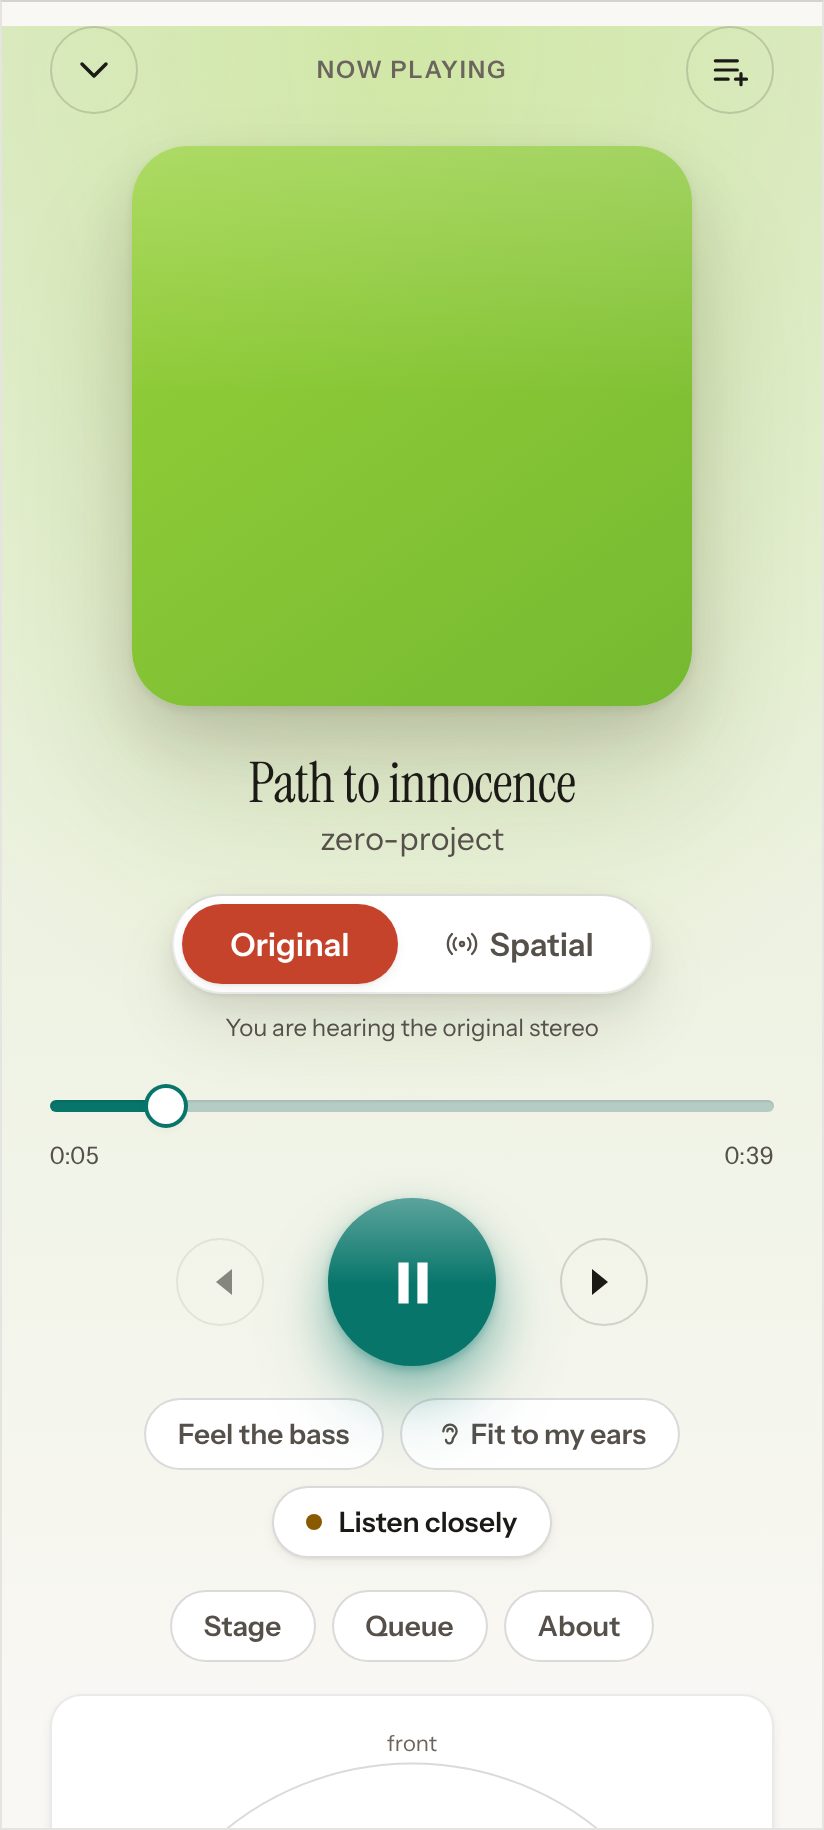 NOW PLAYING
Path to innocence
zero-project
Original
Spatial
You are hearing the original stereo
0:05
0:39
Feel the bass
Fit to my ears
Listen closely
Stage
Queue
About
front